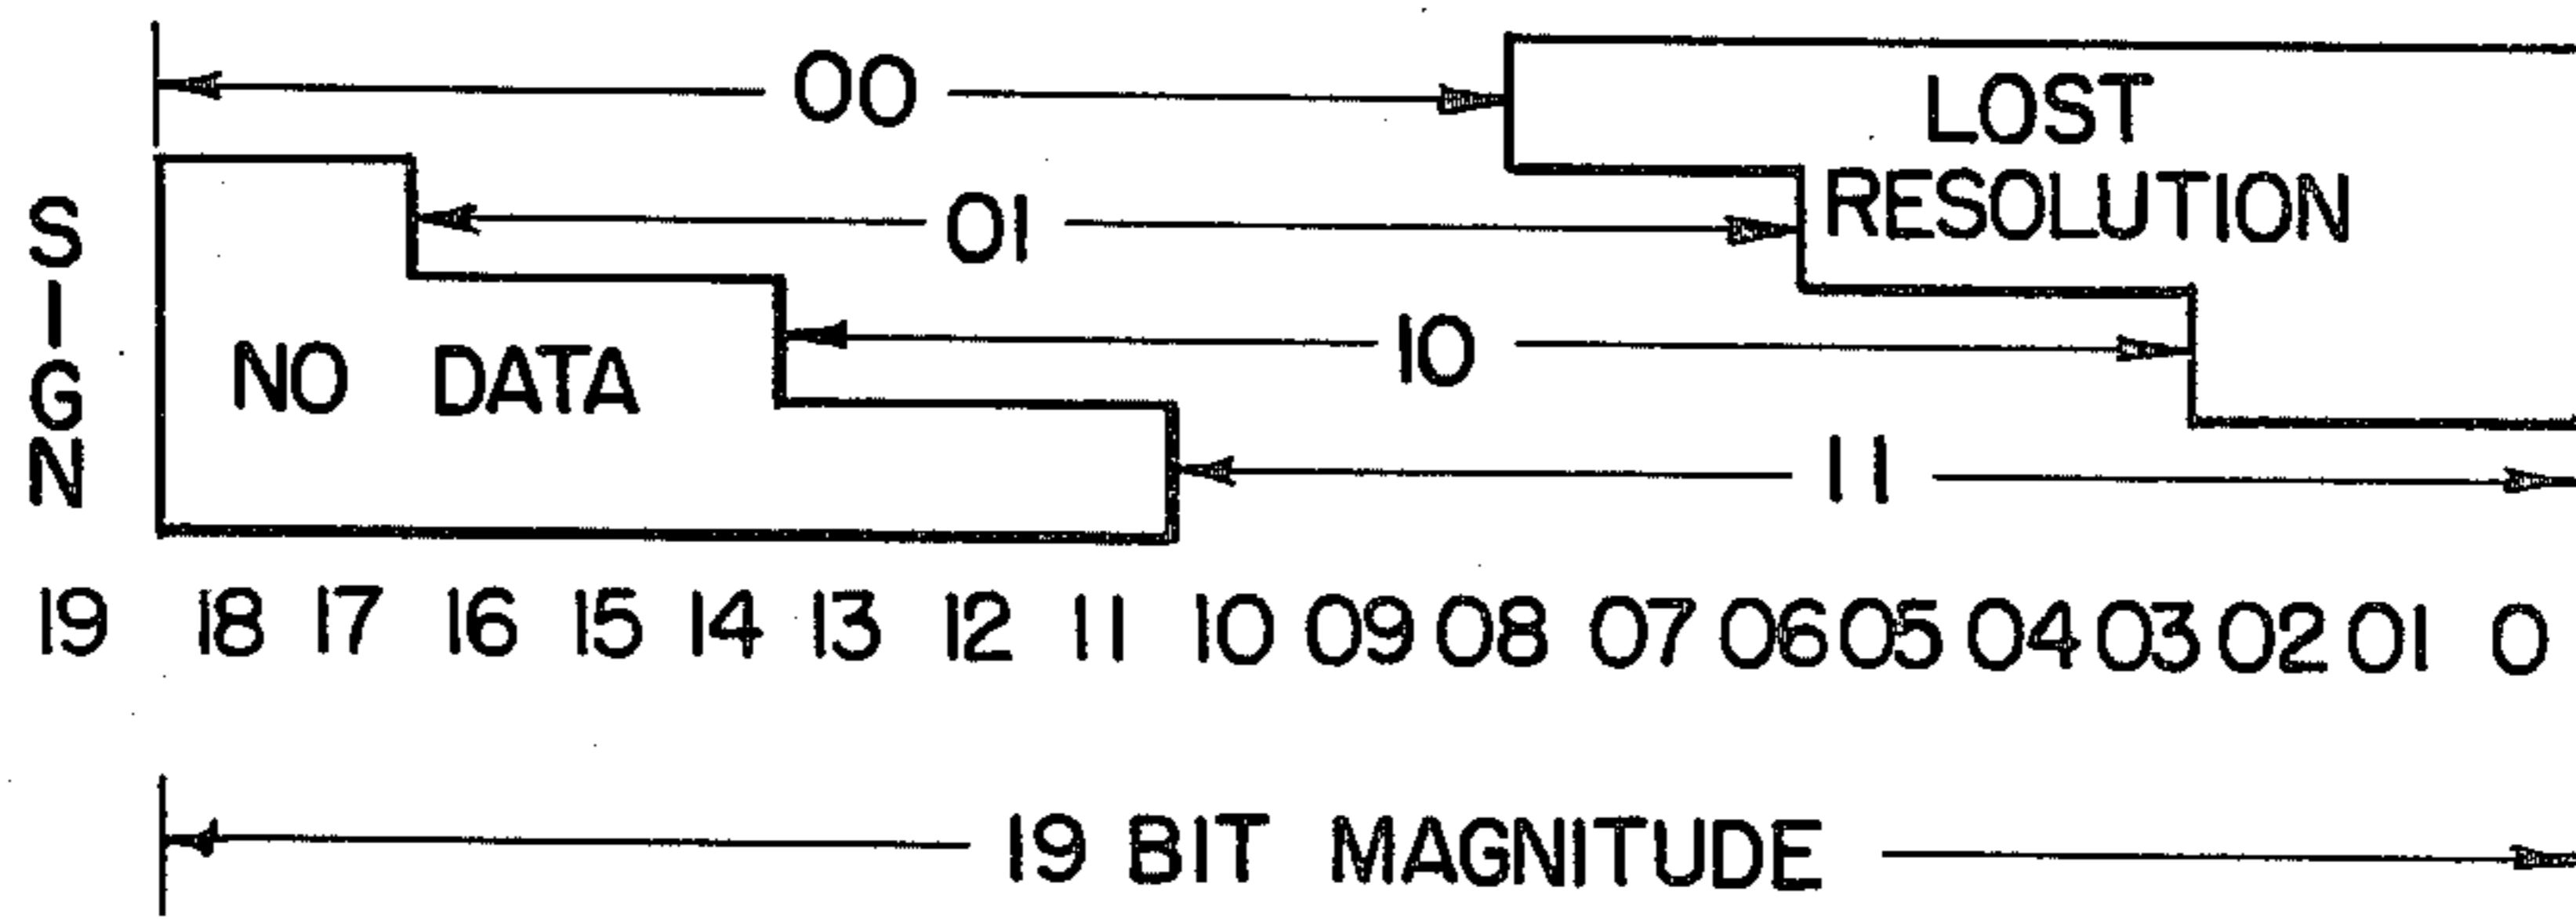 00
LOST
RESOLUTION
01
SIGN
NO DATA
10
11
19 18 17 16 15 14 13 12 11 10 09 08 07 06 05 04 03 02 01 0
19 BIT MAGNITUDE